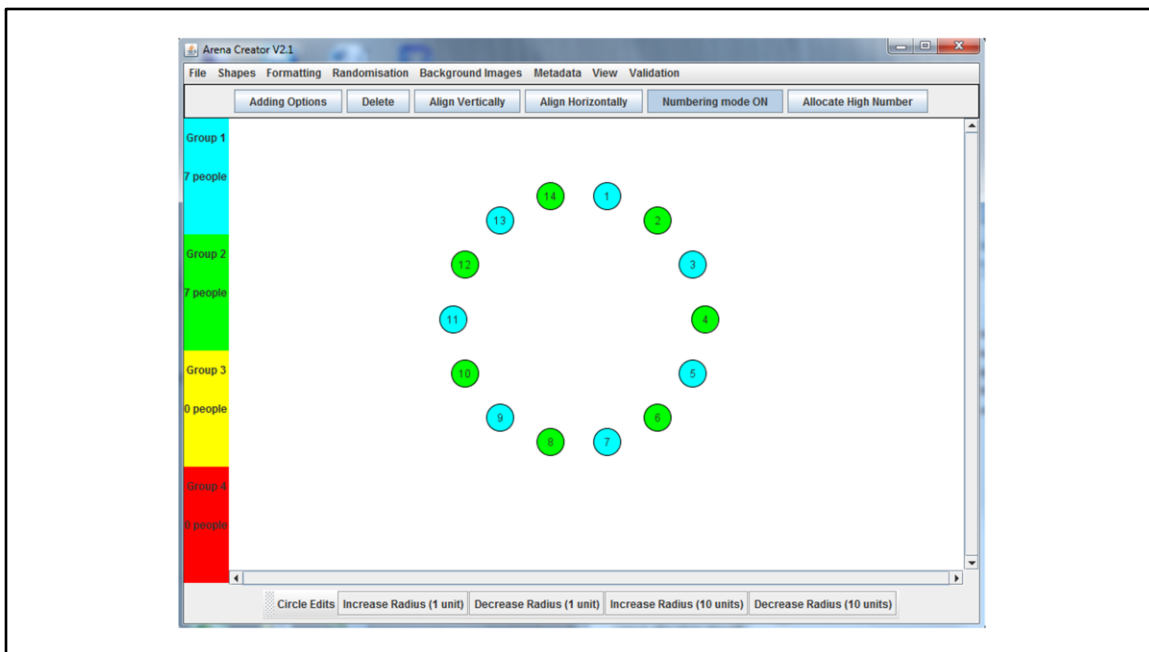 Arena Creator V2.1
File Shapes Formatting Randomisation Background Images Metadata View Validation
Adding Options Delete Align Vertically Align Horizontally Numbering mode ON Allocate High Number
Group 1
7 people
Group 2
7 people
Group 3
0 people
Group 4
0 people
14 1
13 2
12 3
11 4
10 5
9 6
8 7
Circle Edits Increase Radius (1 unit) Decrease Radius (1 unit) Increase Radius (10 units) Decrease Radius (10 units)